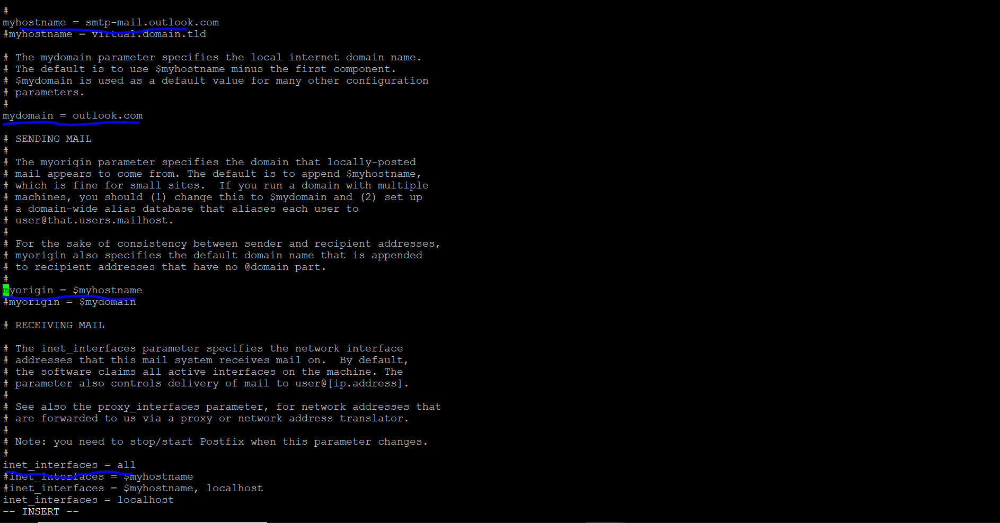 #
myhostname = smtp-mail.outlook.com
#myhostname = virtual.domain.tld
# The mydomain parameter specifies the local internet domain name.
# The default is to use $myhostname minus the first component.
# $mydomain is used as a default value for many other configuration
# parameters.
#
mydomain = outlook.com
# SENDING MAIL
#
# The myorigin parameter specifies the domain that locally-posted
# mail appears to come from. The default is to append $myhostname,
# which is fine for small sites.  If you run a domain with multiple
# machines, you should (1) change this to $mydomain and (2) set up
# a domain-wide alias database that aliases each user to
# user@that.users.mailhost.
#
# For the sake of consistency between sender and recipient addresses,
# myorigin also specifies the default domain name that is appended
# to recipient addresses that have no @domain part.
#
myorigin = $myhostname
#myorigin = $mydomain
# RECEIVING MAIL
# The inet_interfaces parameter specifies the network interface
# addresses that this mail system receives mail on.  By default,
# the software claims all active interfaces on the machine. The
# parameter also controls delivery of mail to user@[ip.address].
#
# See also the proxy_interfaces parameter, for network addresses that
# are forwarded to us via a proxy or network address translator.
#
# Note: you need to stop/start Postfix when this parameter changes.
#
inet_interfaces = all
#inet_interfaces = $myhostname
#inet_interfaces = $myhostname, localhost
inet_interfaces = localhost
-- INSERT --